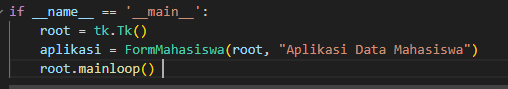 if __name__ == '__main__':
    root = tk.Tk()
    aplikasi = FormMahasiswa(root, "Aplikasi Data Mahasiswa")
    root.mainloop()